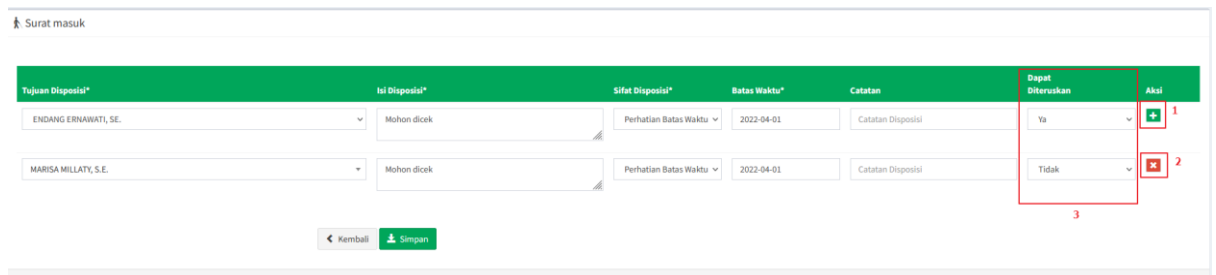 Surat masuk
Dapat
Tujuan Disposisi* Isi Disposisi* Sifat Disposisi* Batas Waktu* Catatan Diteruskan Aksi
ENDANG ERNAWATI, SE. Mohon dicek Perhatian Batas Waktu 2022-04-01 Catatan Disposisi Ya 1
MARISA MILLATY, S.E. Mohon dicek Perhatian Batas Waktu 2022-04-01 Catatan Disposisi Tidak 2
3
Kembali Simpan